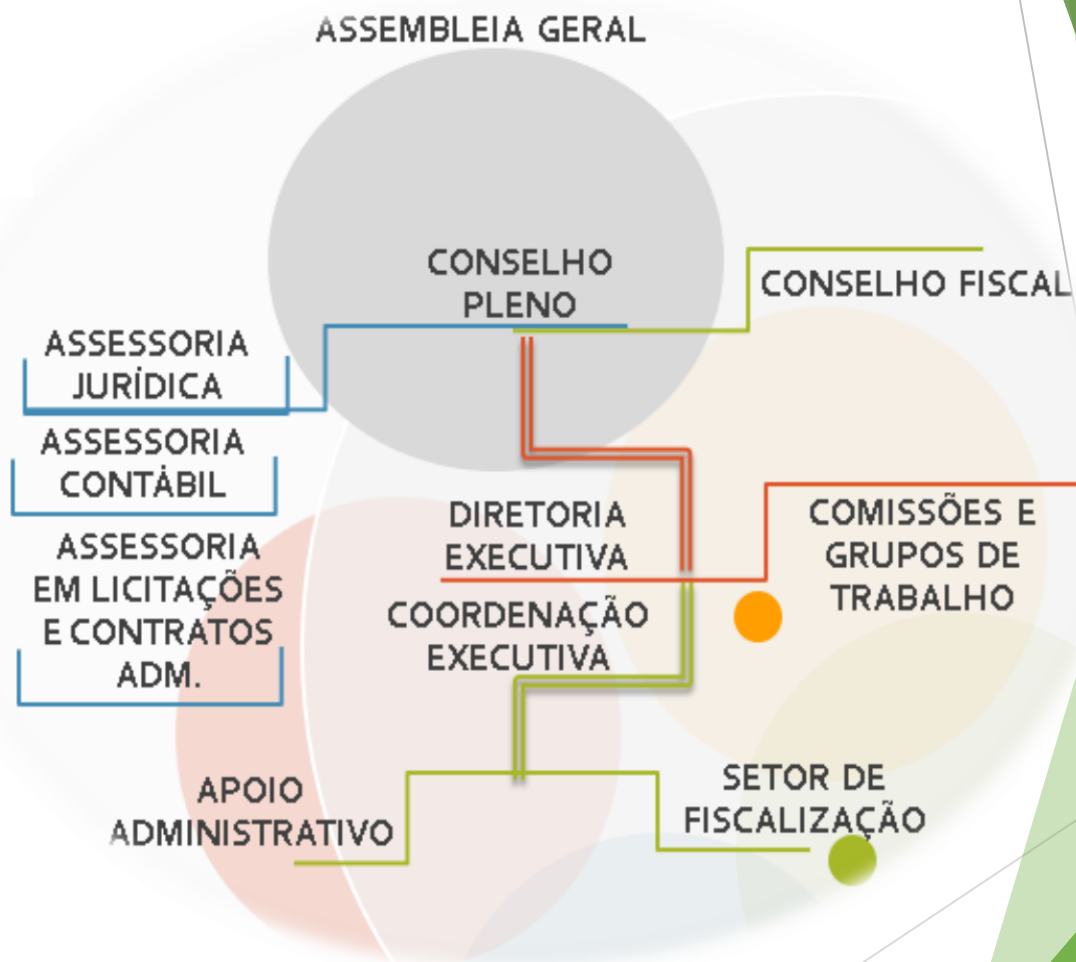 ASSEMBLEIA GERAL
CONSELHO
PLENO
CONSELHO FISCAL
ASSESSORIA
JURÍDICA
ASSESSORIA
CONTÁBIL
ASSESSORIA
EM LICITAÇÕES
E CONTRATOS
ADM.
DIRETORIA
EXECUTIVA
COMISSÕES E
GRUPOS DE
TRABALHO
COORDENAÇÃO
EXECUTIVA
APOIO
ADMINISTRATIVO
SETOR DE
FISCALIZAÇÃO